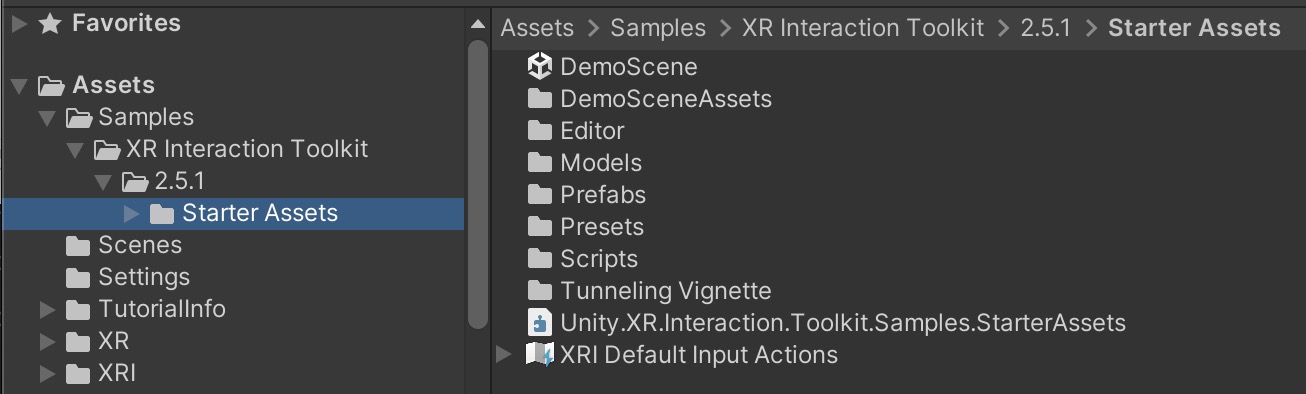 Favorites
Assets
Samples
XR Interaction Toolkit
2.5.1
Starter Assets
Scenes
Settings
TutorialInfo
XR
XRI
Assets > Samples > XR Interaction Toolkit > 2.5.1 > Starter Assets
DemoScene
DemoSceneAssets
Editor
Models
Prefabs
Presets
Scripts
Tunneling Vignette
Unity.XR.Interaction.Toolkit.Samples.StarterAssets
XRI Default Input Actions